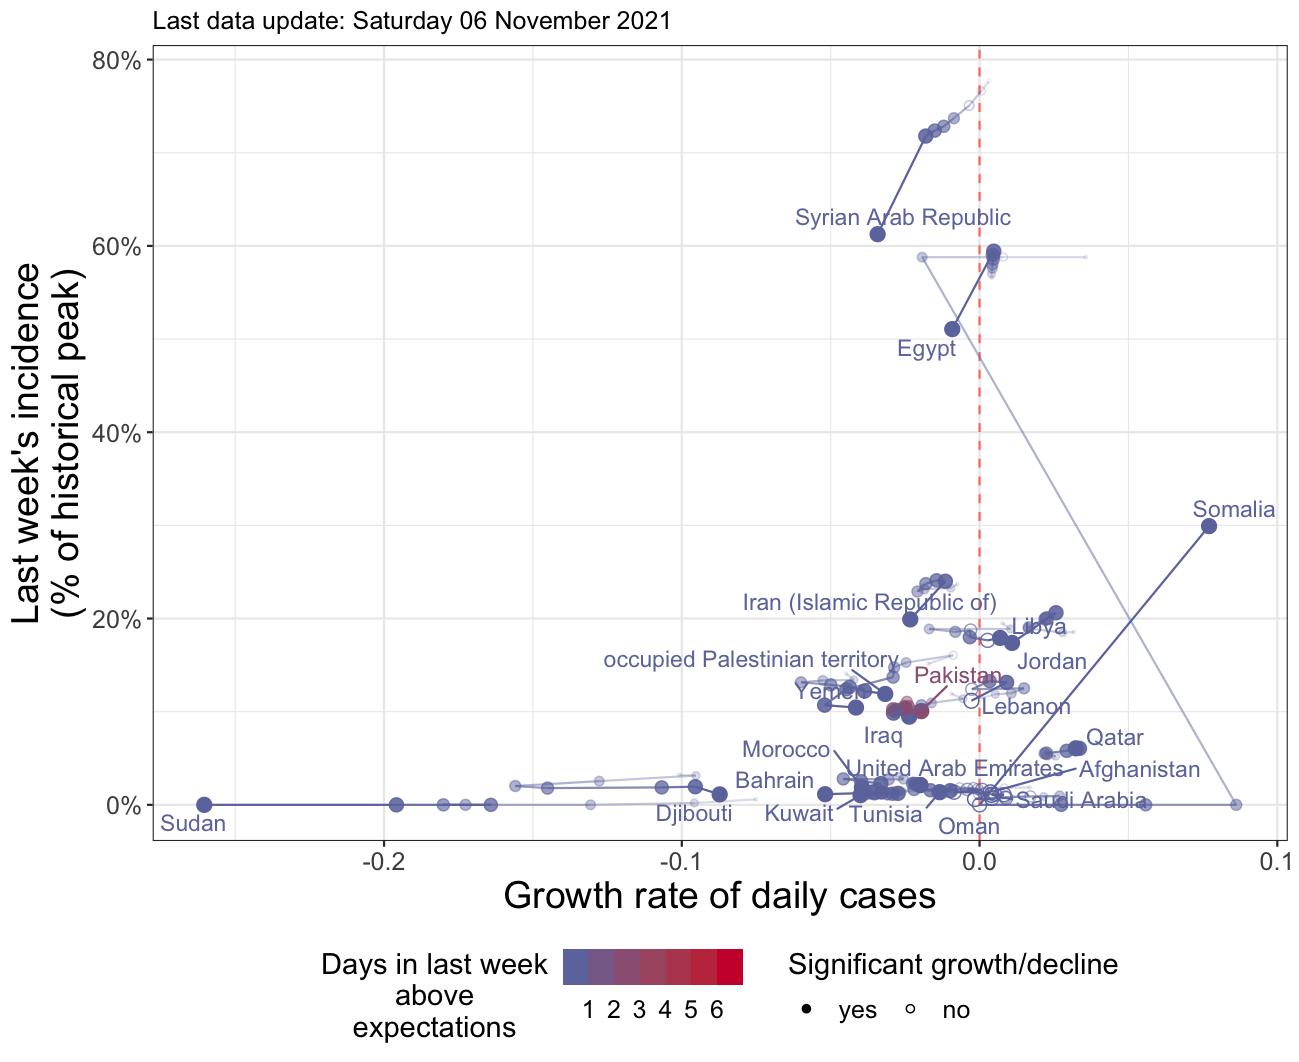 Last data update: Saturday 06 November 2021
Last week's incidence
(% of historical peak)
80%
60%
40%
20%
0%
Syrian Arab Republic
Egypt
Somalia
Iran (Islamic Republic of)
Libya
occupied Palestinian territory
Jordan
Pakistan
Yemen
Lebanon
Iraq
Qatar
Morocco
United Arab Emirates
Afghanistan
Bahrain
Saudi Arabia
Kuwait
Tunisia
Djibouti
Sudan
Oman
-0.2
-0.1
0.0
0.1
Growth rate of daily cases
Days in last week
above
expectations
1 2 3 4 5 6
Significant growth/decline
yes
no